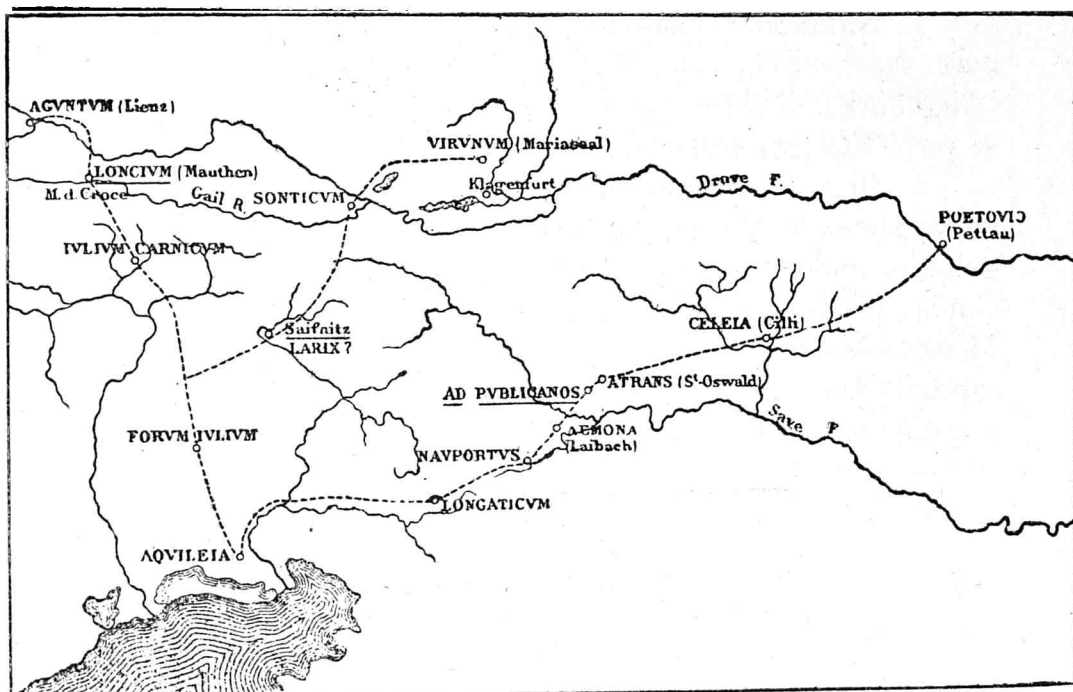 AGVNTVM (Lienz)
VIRVNVM (Mariasaal)
LONCIVM (Mauthen)
M. d. Croce
Gail R.
SONTICVM
Klagenfurt
Drave F.
POETOVIO
(Pettau)
IVLIVM CARNICVM
Saifnitz
LARIX?
CELEIA (Cilli)
AD PVBLICANOS
ATRANS (St-Oswald)
FORVM IVLIVM
NAVPORTVS
AEMONA
(Laibach)
Save F
LONGATICVM
AQVILEIA